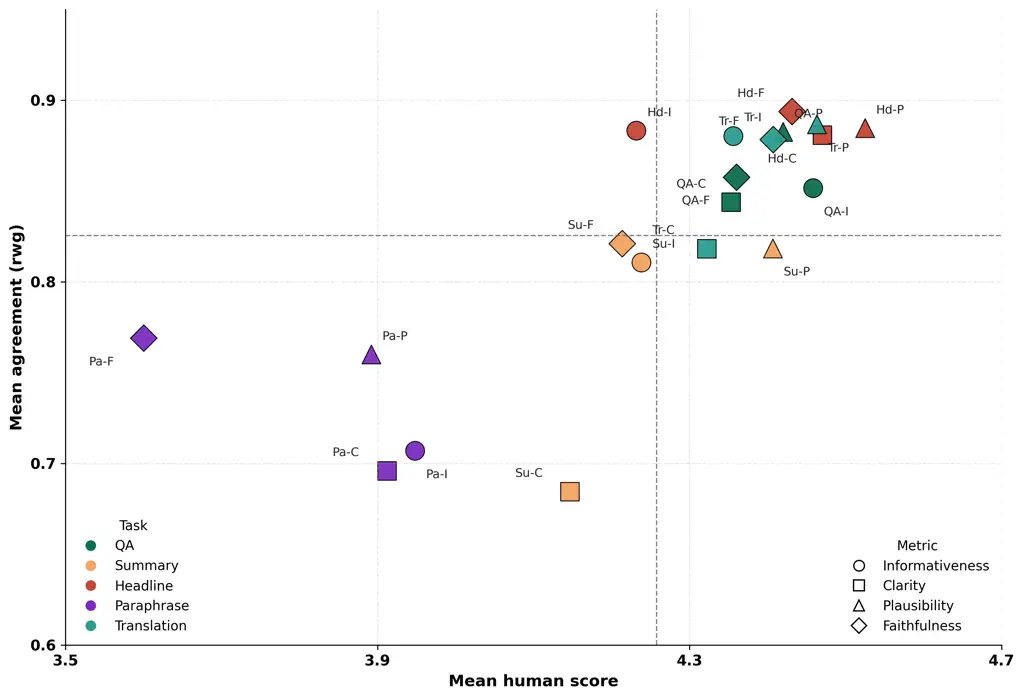 0.9
0.8
0.7
0.6
Mean agreement (rwg)
3.5
3.9
4.3
4.7
Mean human score
Hd-F
Hd-I
Tr-F
Tr-I
QA-P
Hd-P
Tr-P
Hd-C
QA-C
QA-F
QA-I
Su-F
Tr-C
Su-I
Su-P
Pa-F
Pa-P
Pa-C
Pa-I
Su-C
Task
QA
Summary
Headline
Paraphrase
Translation
Metric
Informativeness
Clarity
Plausibility
Faithfulness